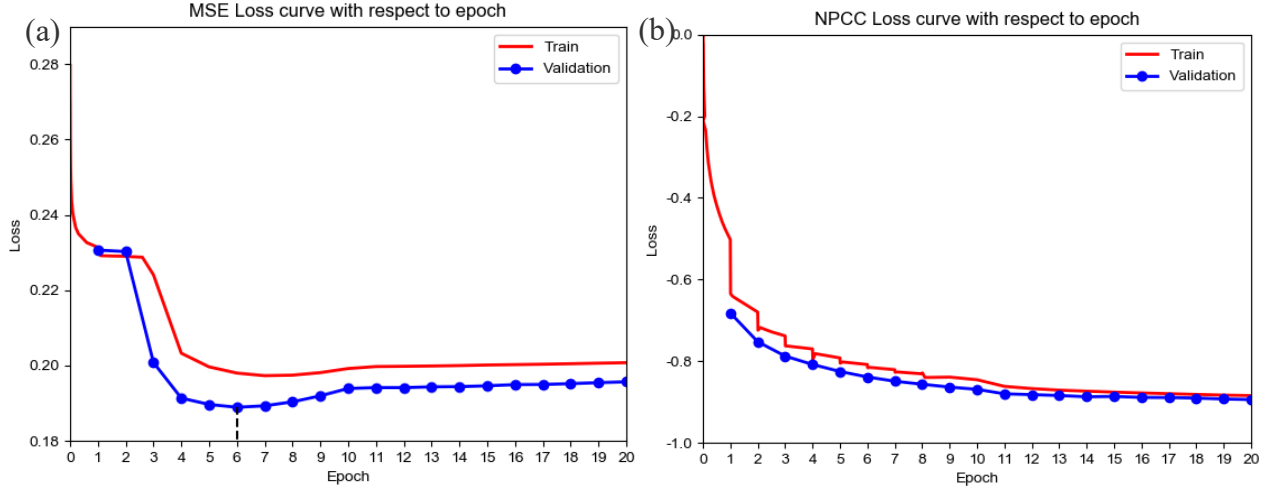 (a)
MSE Loss curve with respect to epoch
Train
Validation
0.28
0.26
0.24
0.22
0.20
0.18
Loss
0 1 2 3 4 5 6 7 8 9 10 11 12 13 14 15 16 17 18 19 20
Epoch
(b)
NPCC Loss curve with respect to epoch
Train
Validation
0.0
-0.2
-0.4
-0.6
-0.8
-1.0
Loss
0 1 2 3 4 5 6 7 8 9 10 11 12 13 14 15 16 17 18 19 20
Epoch